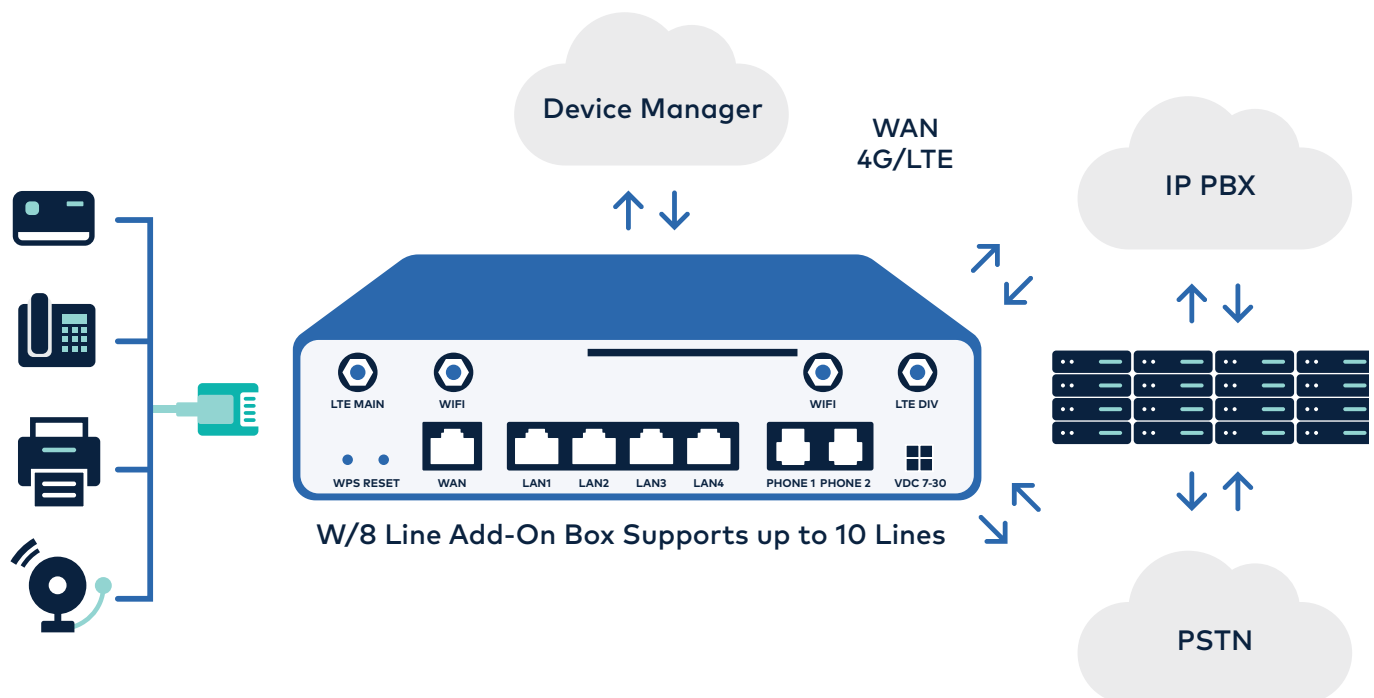 Device Manager
WAN
4G/LTE
IP PBX
LTE MAIN
WIFI
WIFI
LTE DIV
WPS RESET
WAN
LAN1
LAN2
LAN3
LAN4
PHONE 1 PHONE 2
VDC 7-30
W/8 Line Add-On Box Supports up to 10 Lines
PSTN